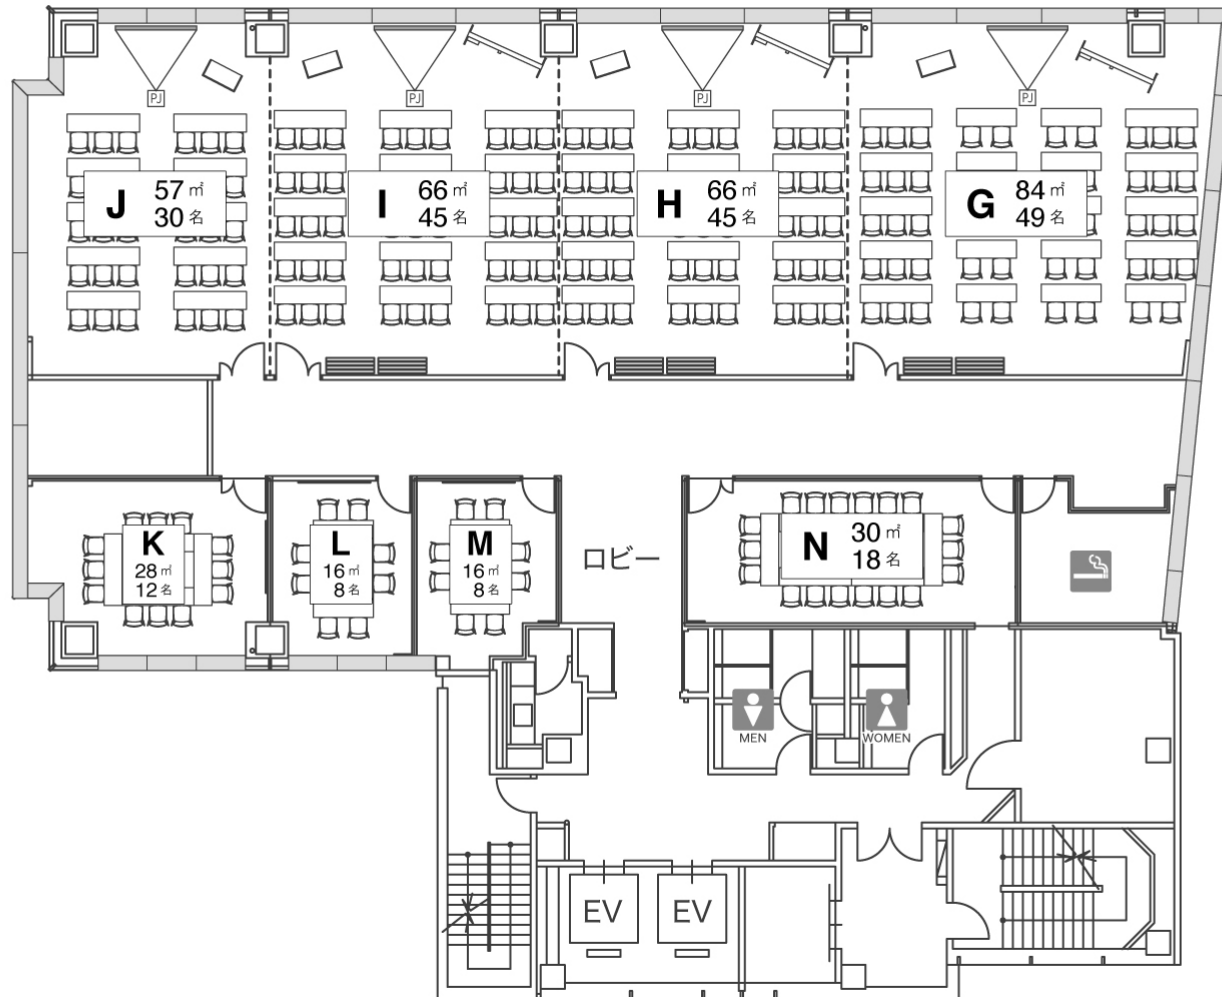 PJ
PJ
PJ
PJ
J 57㎡
30名
I 66㎡
45名
H 66㎡
45名
G 84㎡
49名
K
28㎡
12名
L
16㎡
8名
M
16㎡
8名
ロビー
N 30㎡
18名
MEN
WOMEN
EV
EV